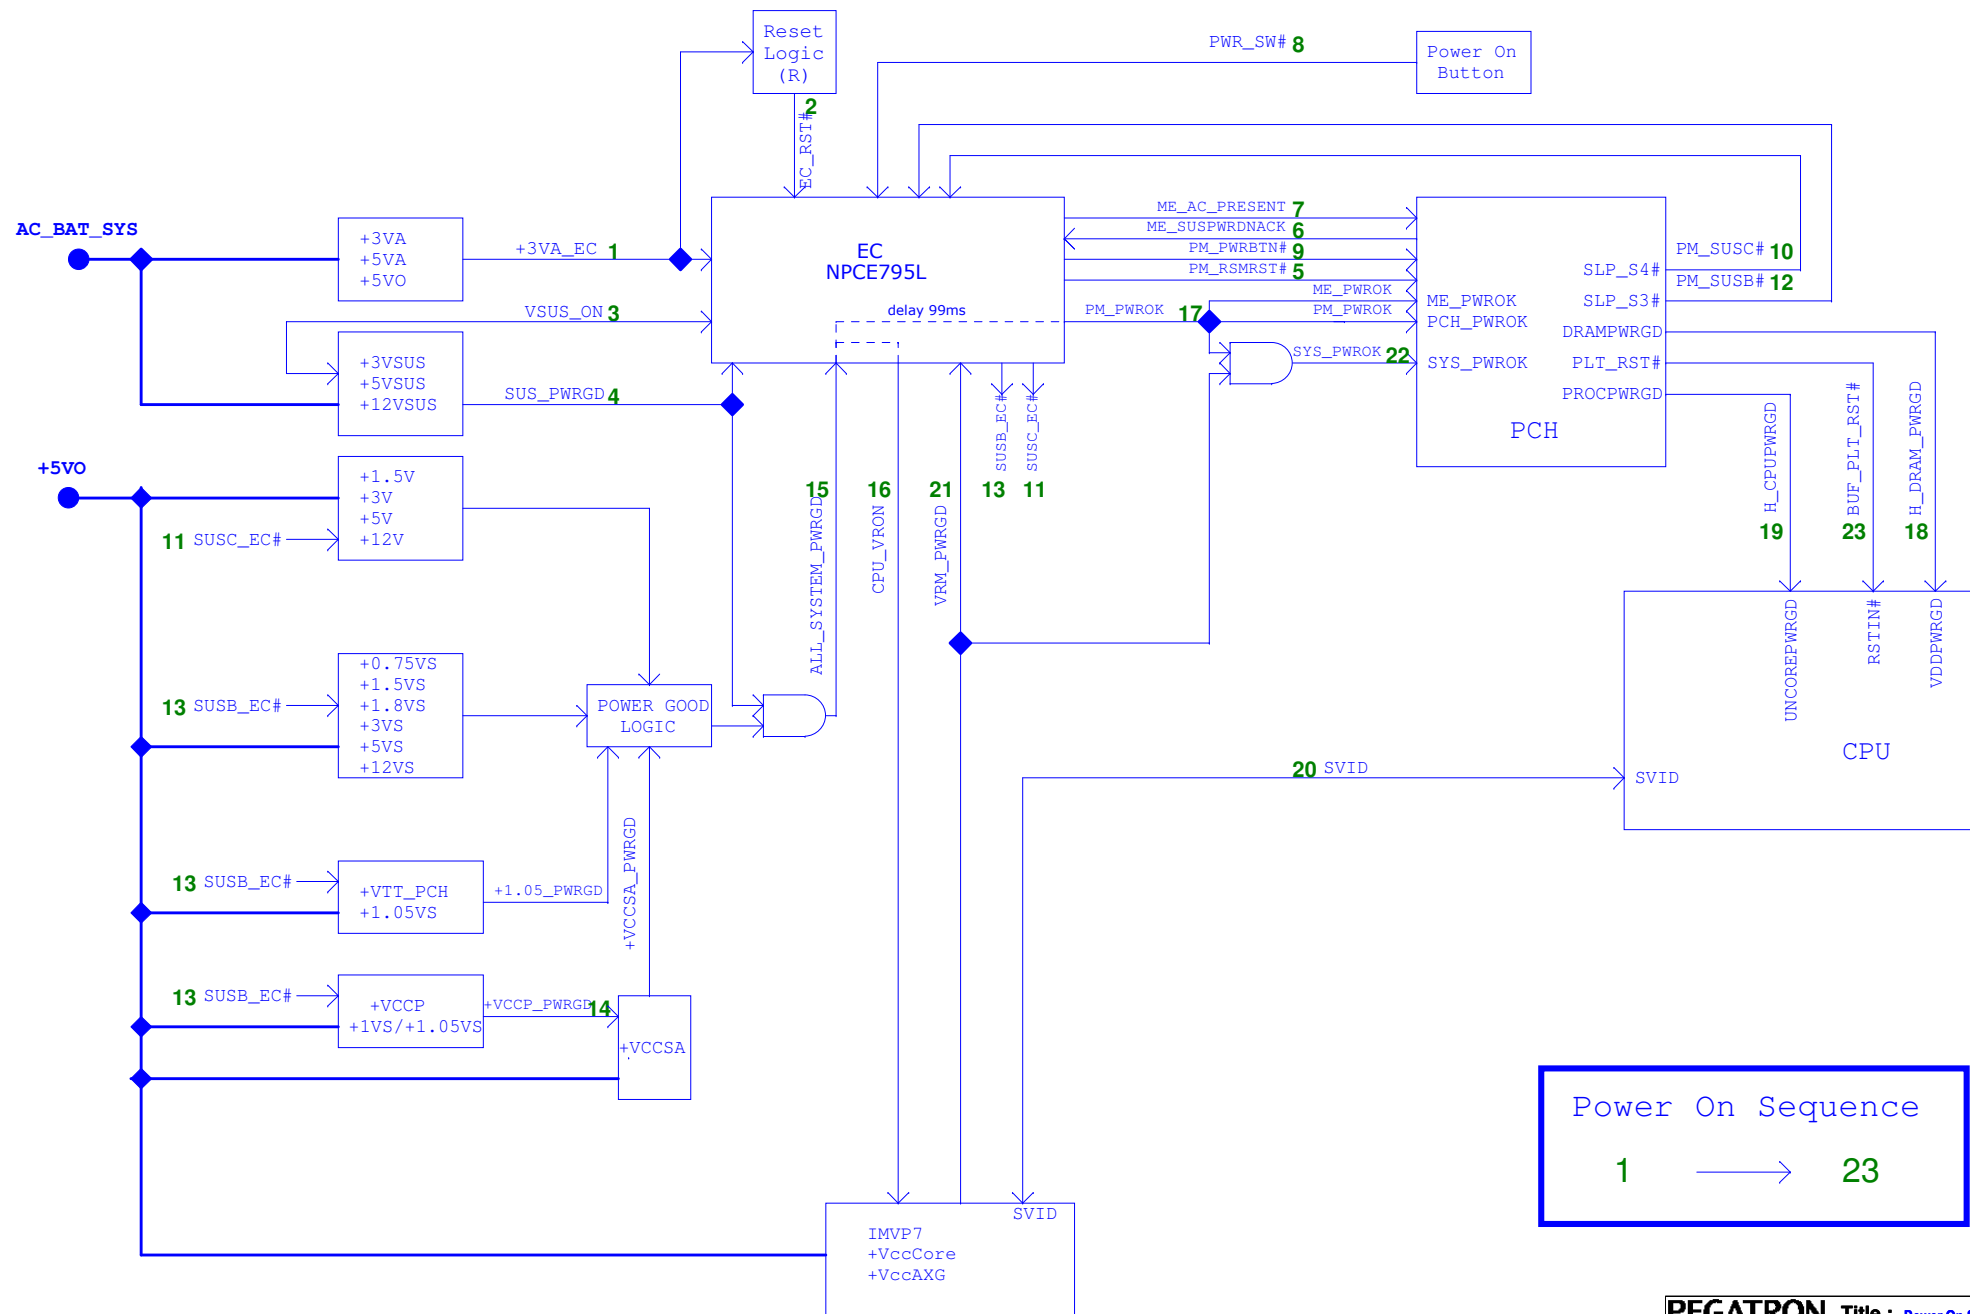 Reset
Logic
(R)
2
EC_RST#
PWR_SW# 8
Power On
Button
AC_BAT_SYS
+3VA
+5VA
+5VO
+3VA_EC 1
VSUS_ON 3
+3VSUS
+5VSUS
+12VSUS
SUS_PWRGD 4
EC
NPCE795L
delay 99ms
ME_AC_PRESENT 7
ME_SUSPWRDNACK 6
PM_PWRBTN# 9
PM_RSMRST# 5
ME_PWROK
PM_PWROK 17
PM_PWROK
SYS_PWROK 22
ME_PWROK
PCH_PWROK
SYS_PWROK
SLP_S4#
SLP_S3#
DRAMPWRGD
PLT_RST#
PROCPWRGD
PCH
PM_SUSC# 10
PM_SUSB# 12
+5VO
+1.5V
+3V
+5V
+12V
11 SUSC_EC#
SUSB_EC#
13
SUSC_EC#
11
15
ALL_SYSTEM_PWRGD
16
CPU_VRON
21
VRM_PWRGD
H_CPUPWRGD
19
BUF_PLT_RST#
23
H_DRAM_PWRGD
18
13 SUSB_EC#
+0.75VS
+1.5VS
+1.8VS
+3VS
+5VS
+12VS
POWER GOOD
LOGIC
UNCOREPWRGD
RSTIN#
VDDPWRGD
CPU
SVID
20 SVID
13 SUSB_EC#
+VTT_PCH
+1.05VS
+1.05_PWRGD
+VCCSA_PWRGD
13 SUSB_EC#
+VCCP
+1VS/+1.05VS
+VCCP_PWRGD 14
+VCCSA
SVID
IMVP7
+VccCore
+VccAXG
Power On Sequence
1 23
PEGATRON Title : Power On